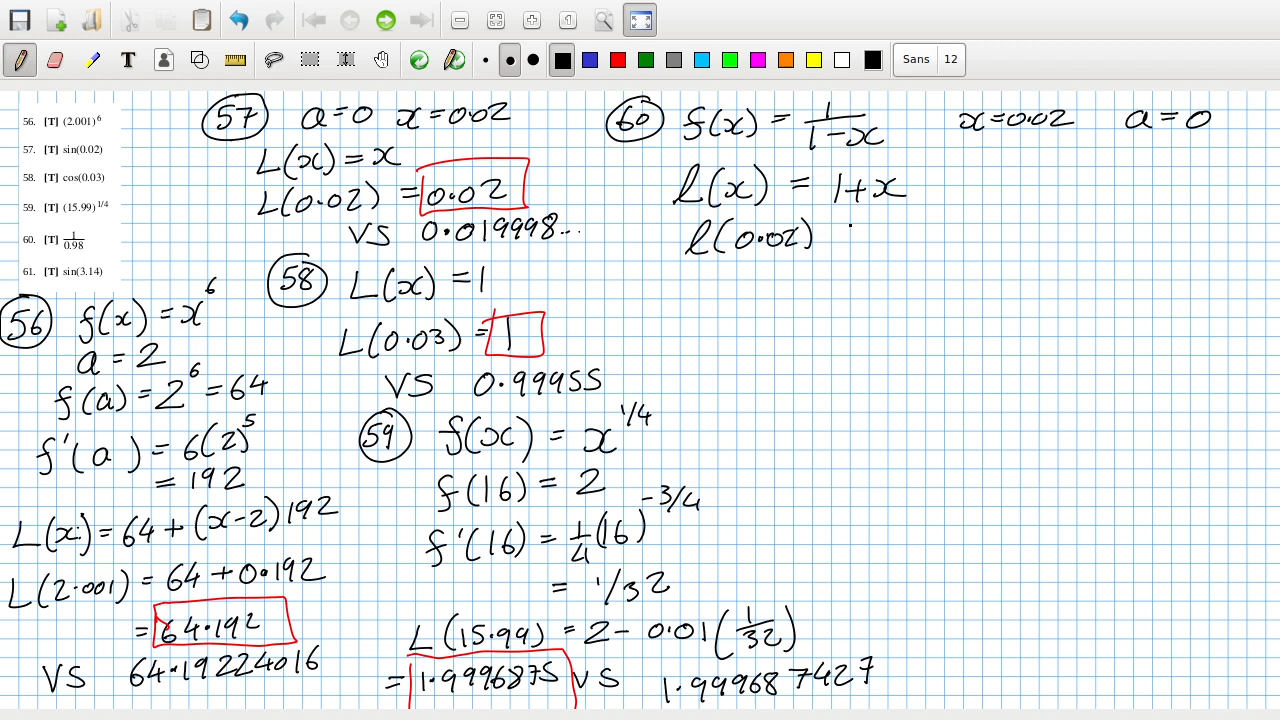 Sans 12
56. [T] (2.001)^6
57. [T] sin(0.02)
58. [T] cos(0.03)
59. [T] (15.99)^1/4
60. [T] 1/0.98
61. [T] sin(3.14)
56 f(x) = x^6
a = 2
f(a) = 2^6 = 64
f'(a) = 6(2)^5
= 192
L(x) = 64 + (x-2)192
L(2.001) = 64 + 0.192
= 64.192
VS 64.19224016
57 a=0 x=0.02
L(x) = x
L(0.02) = 0.02
VS 0.019998...
58 L(x) = 1
L(0.03) = 1
VS 0.99955
59 f(x) = x^1/4
f(16) = 2
f'(16) = 1/4(16)^-3/4
= 1/32
L(15.99) = 2 - 0.01(1/32)
= 1.9996875 VS 1.999687427
60 f(x) = 1/1-x x=0.02 a=0
l(x) = 1+x
l(0.02)